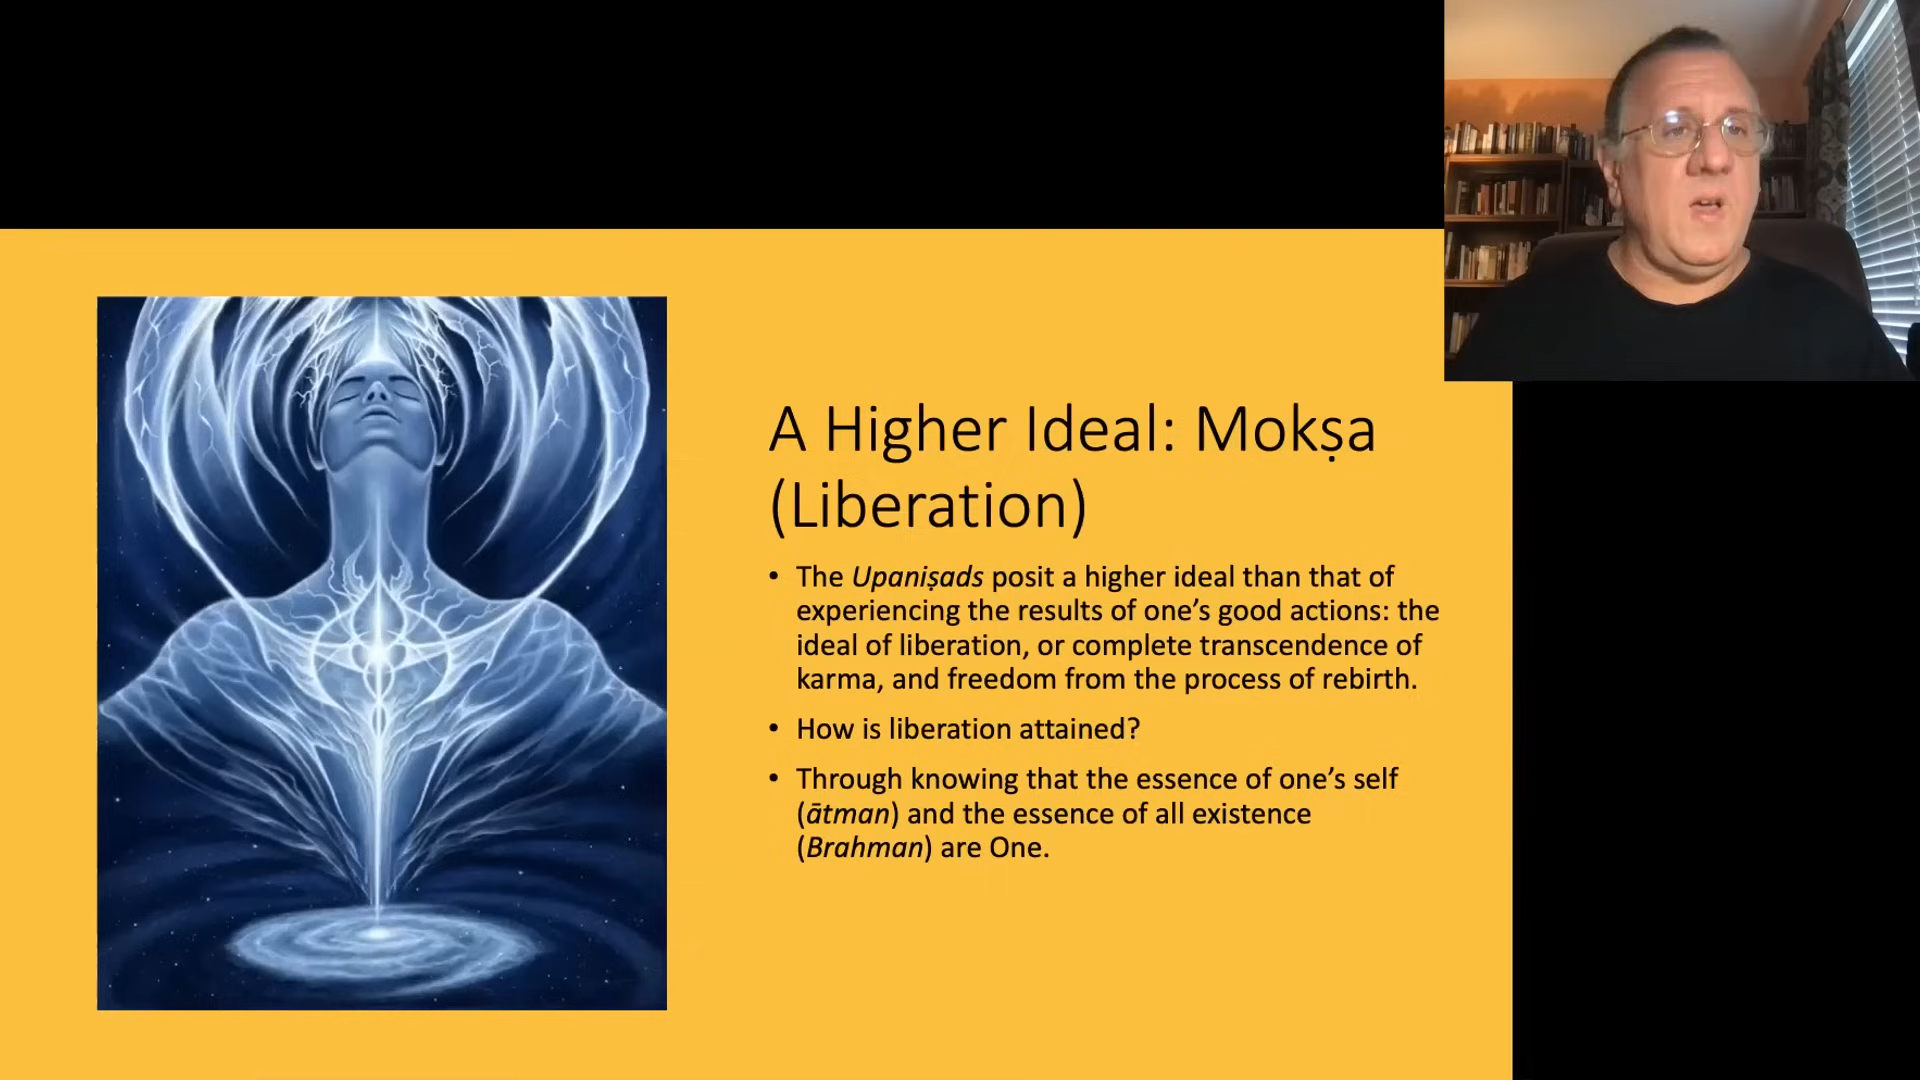 A Higher Ideal: Mokṣa
(Liberation)
• The Upaniṣads posit a higher ideal than that of
experiencing the results of one’s good actions: the
ideal of liberation, or complete transcendence of
karma, and freedom from the process of rebirth.
• How is liberation attained?
• Through knowing that the essence of one’s self
(ātman) and the essence of all existence
(Brahman) are One.